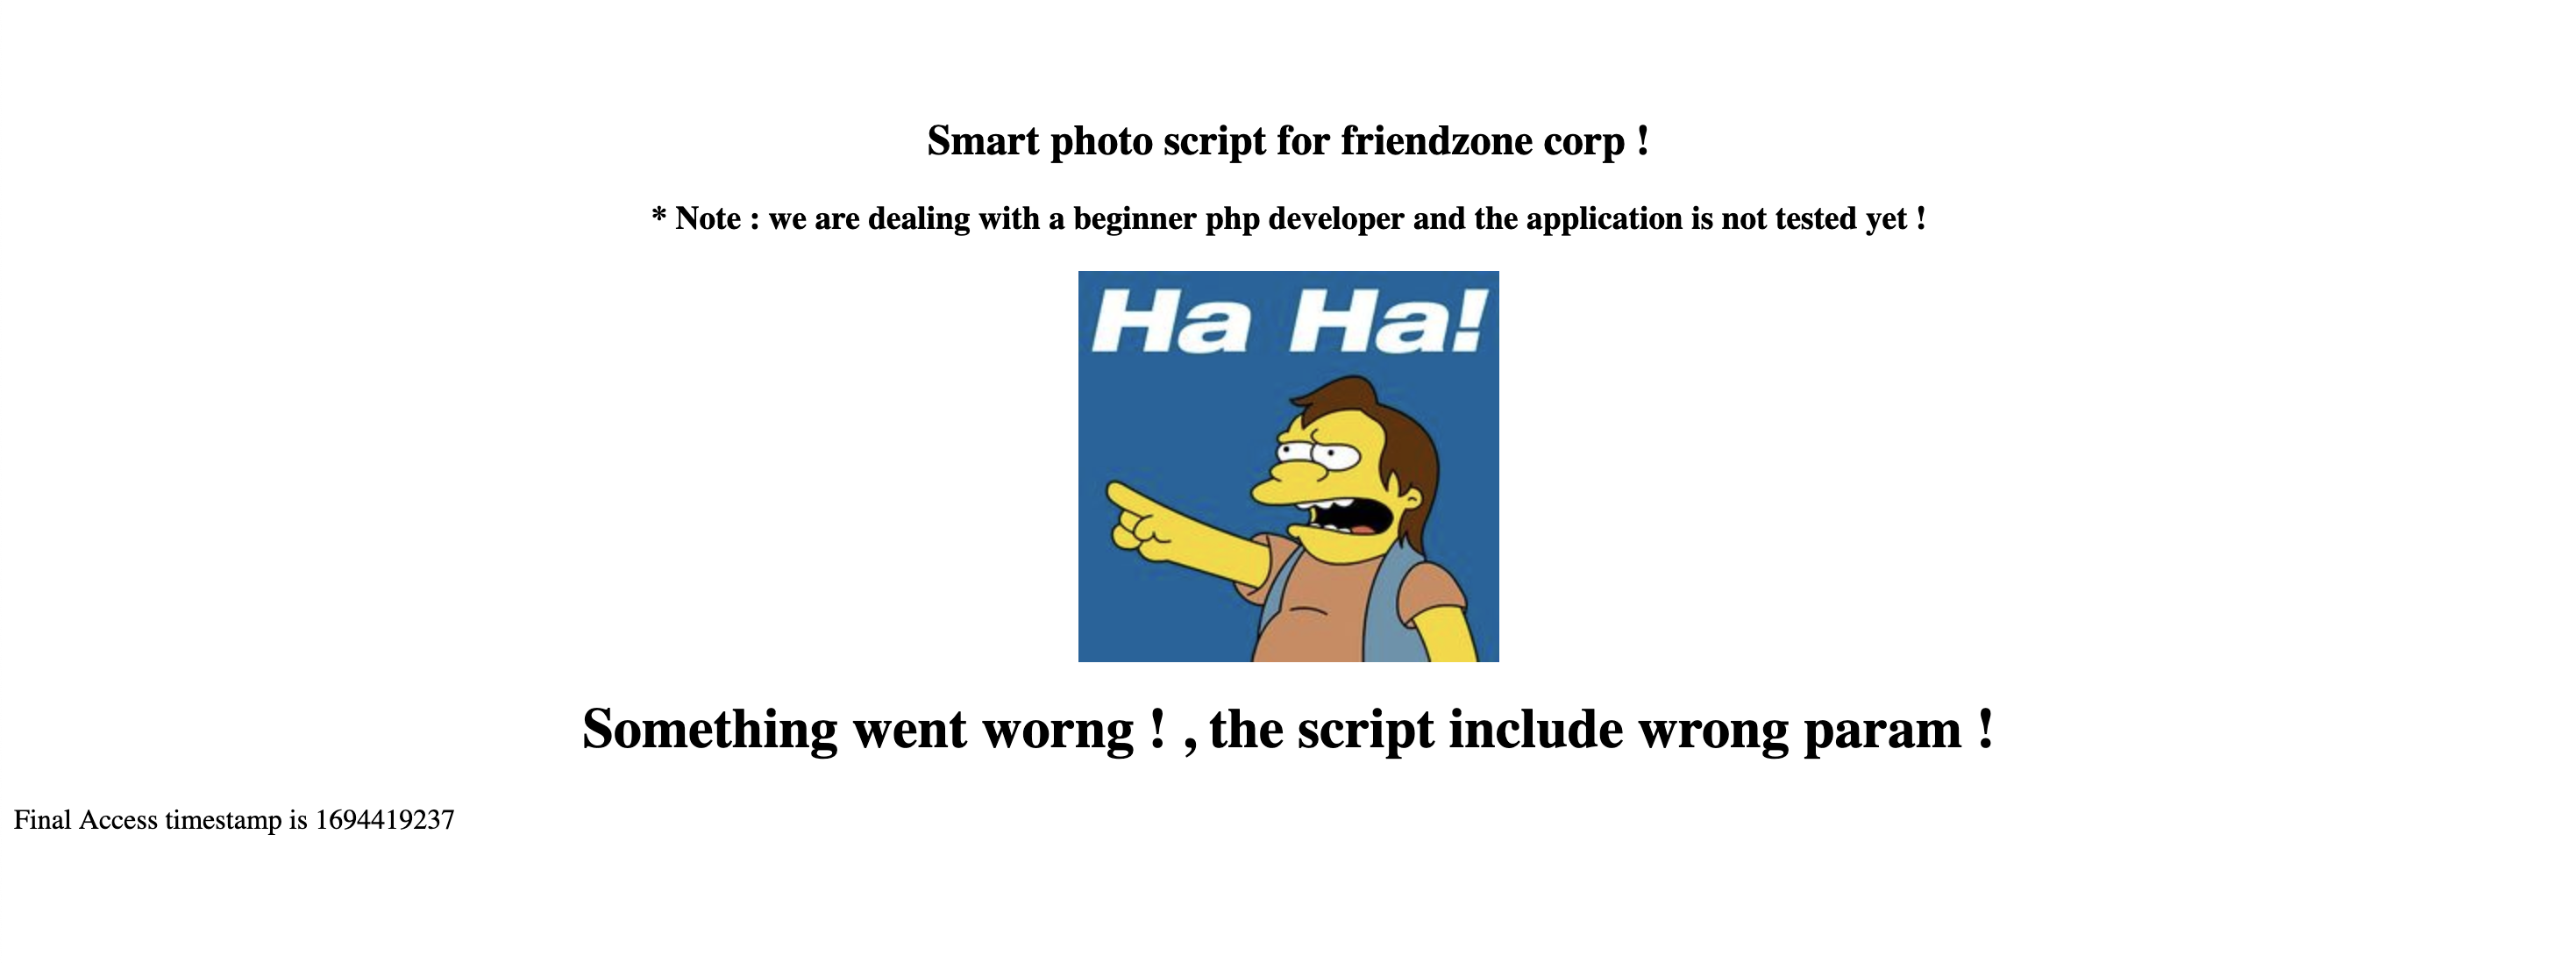 Smart photo script for friendzone corp !
* Note : we are dealing with a beginner php developer and the application is not tested yet !
Ha Ha!
Something went worng ! , the script include wrong param !
Final Access timestamp is 1694419237